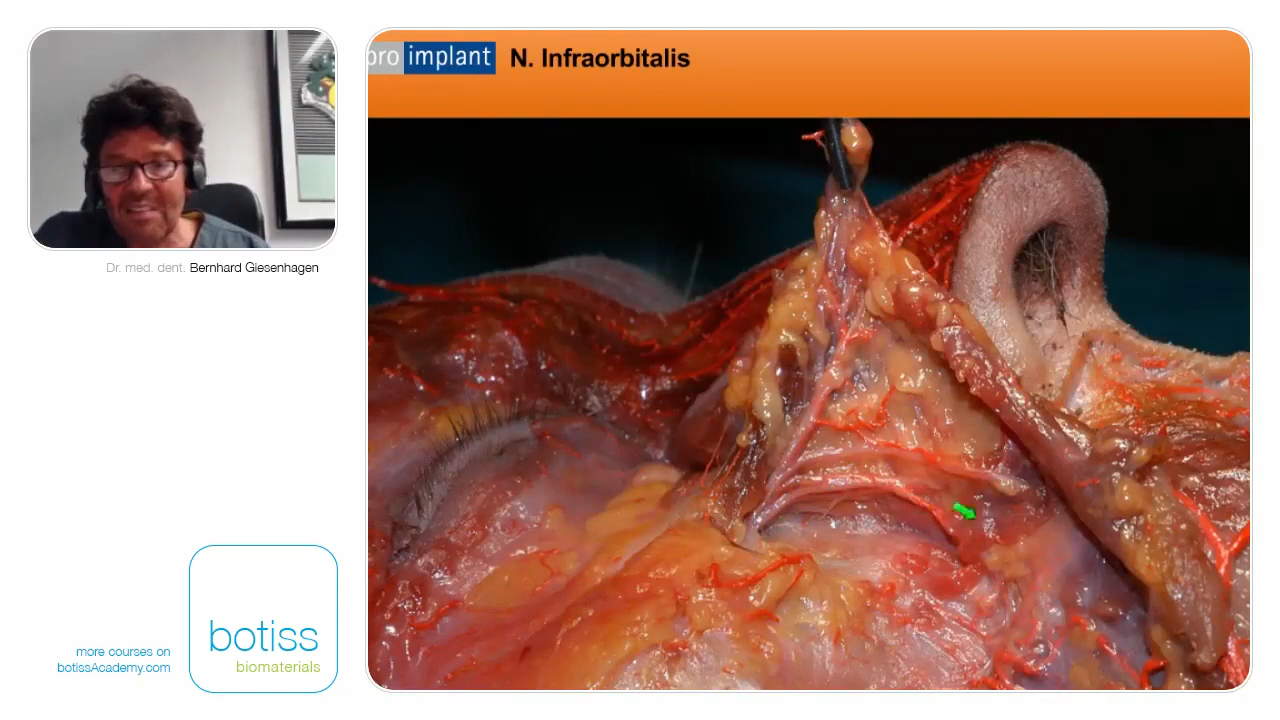 pro implant N. Infraorbitalis
Dr. med. dent. Bernhard Giesenhagen
botiss
biomaterials
more courses on
botissAcademy.com